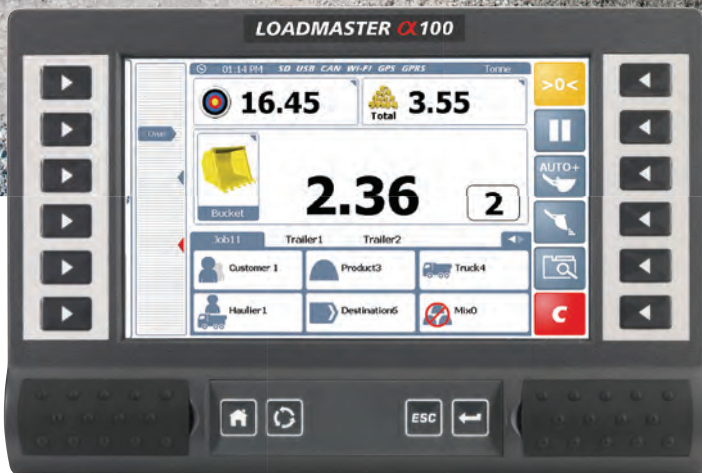 LOADMASTER α100
01:14 PM SD USB CAN WI-FI GPS GPRS Tonne
>0<
16.45
Total 3.55
Over
AUTO+
2.36
2
Bucket
Job11 Trailer1 Trailer2
Customer 1 Product3 Truck4
Haulier1 Destination5 Mix0
C
ESC